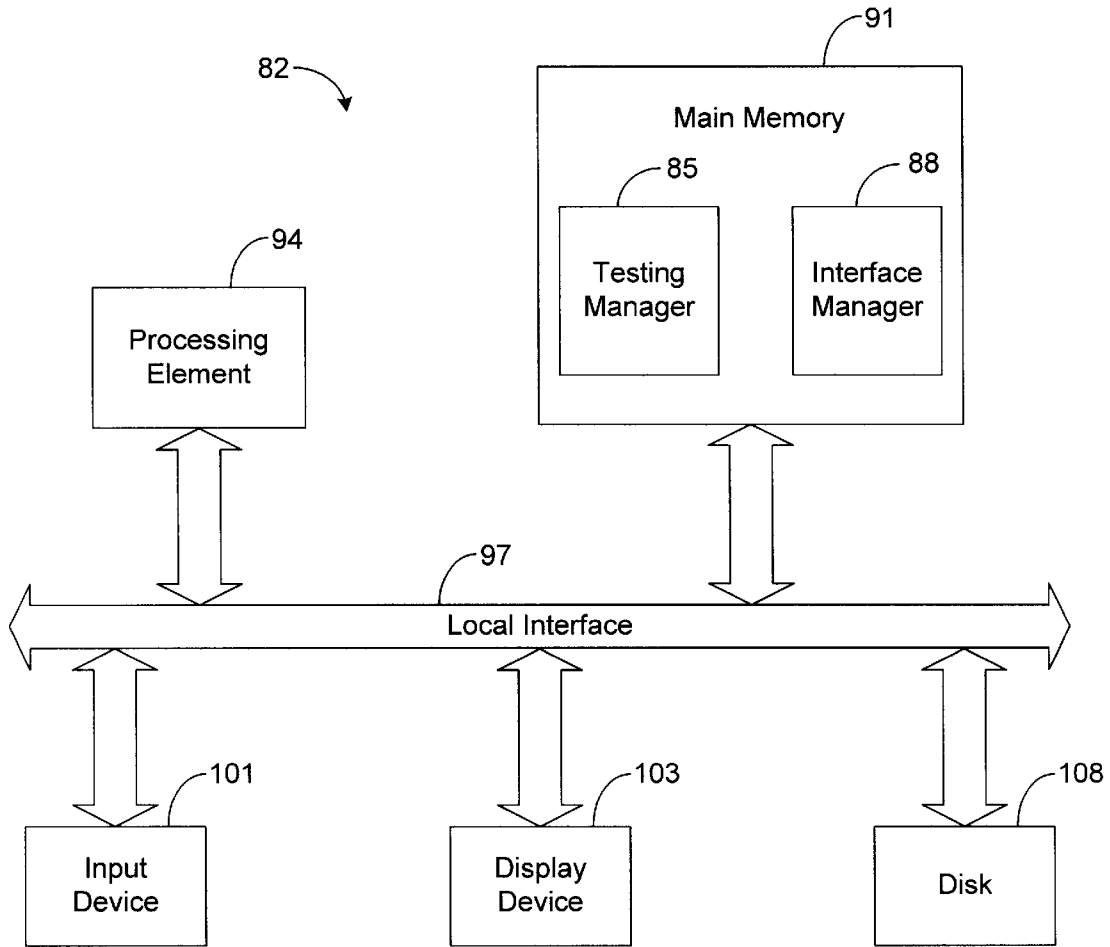 91
82
Main Memory
85
88
94
Testing
Manager
Interface
Manager
Processing
Element
97
Local Interface
101
103
108
Input
Device
Display
Device
Disk